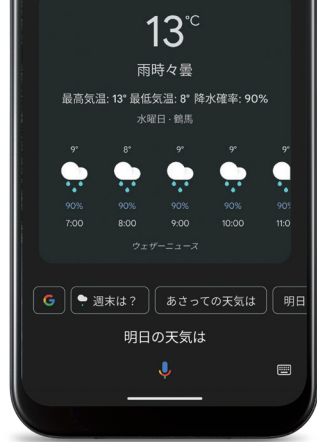 13°C
雨時々曇
最高気温: 13° 最低気温: 8° 降水確率: 90%
水曜日 · 鶴馬
9° 8° 9° 9° 9°
90% 90% 90% 90% 90%
7:00 8:00 9:00 10:00 11:0
ウェザーニュース
G 週末は? あさっての天気は 明日
明日の天気は